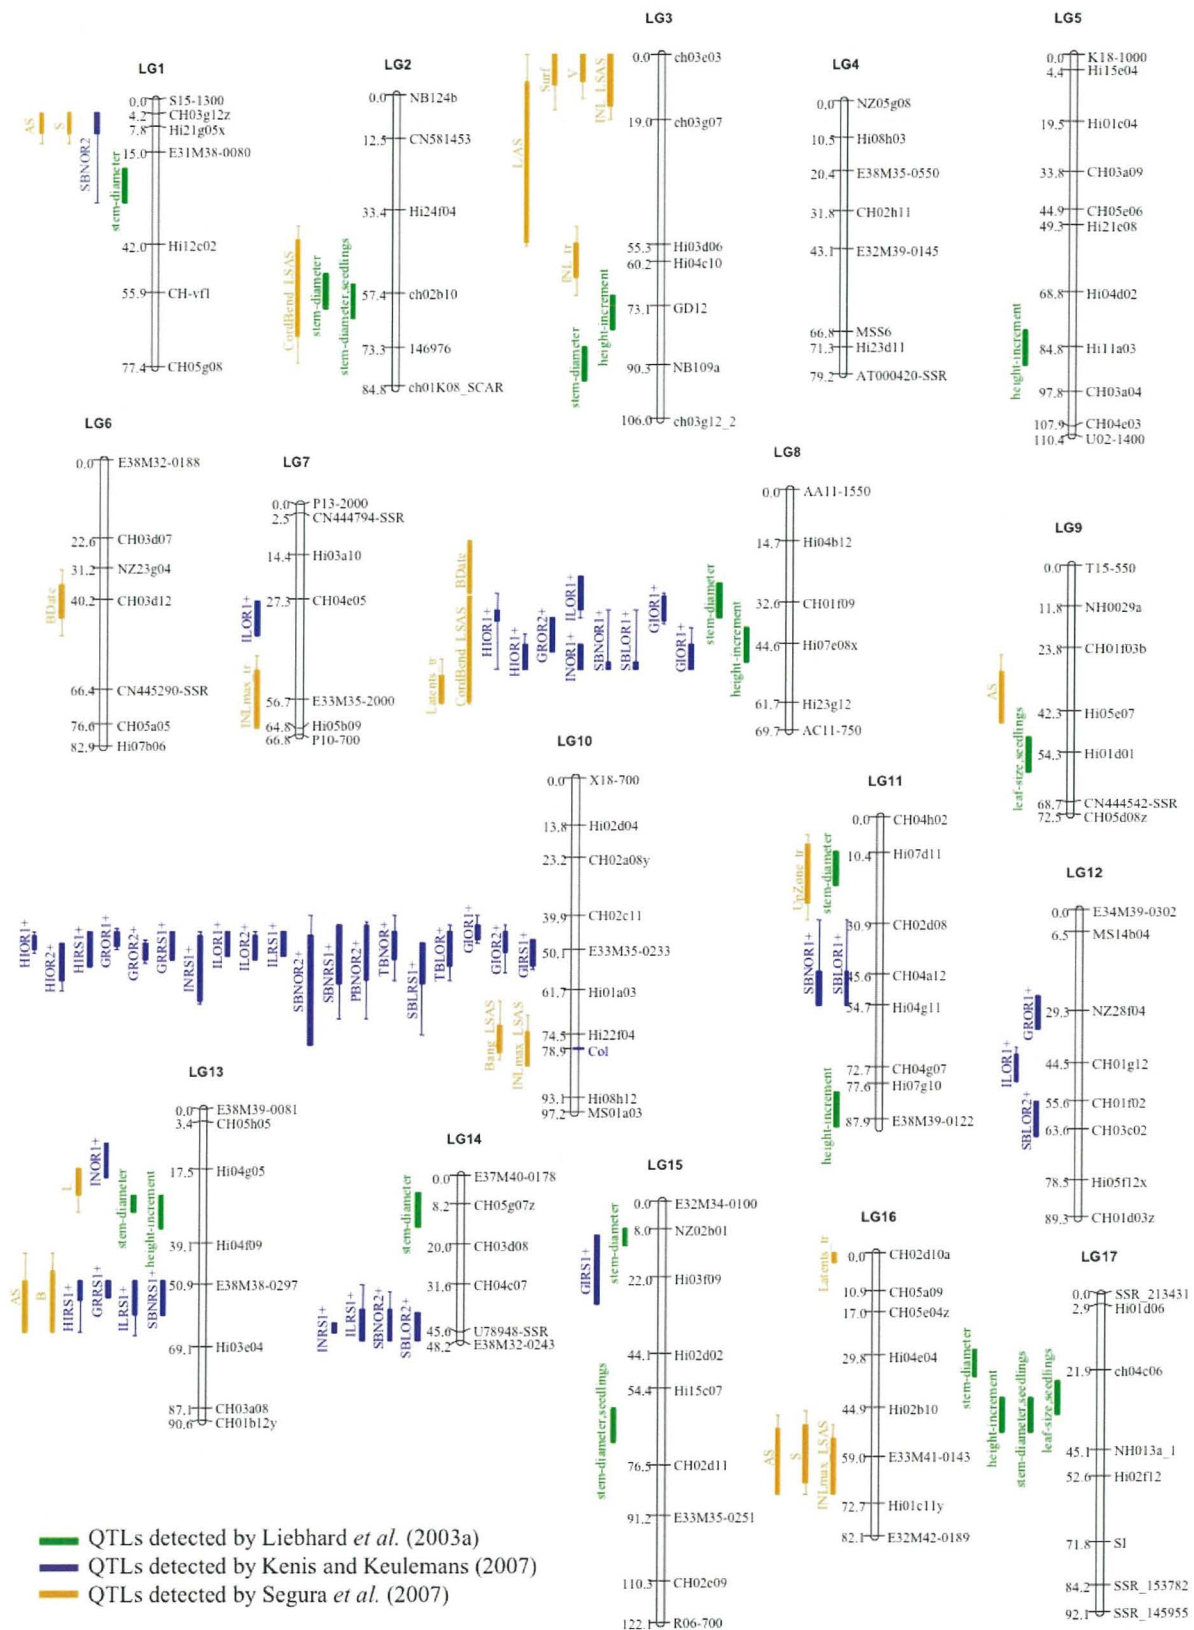 LG1
0.0 S15-1300
4.2 CH03g12z
7.8 Hi21g05x
15.0 E31M38-0080
42.0 Hi12c02
55.9 CH-vf1
77.4 CH05g08
AS
S
SBNOR2
stem-diameter
LG2
0.0 NB124b
12.5 CN581453
33.4 Hi24f04
57.4 ch02b10
73.3 146976
84.8 ch01K08_SCAR
CordBend_LSAS
stem-diameter
stem-diameter,seedlings
LG3
0.0 ch03e03
19.0 ch03g07
55.3 Hi03d06
60.2 Hi04c10
73.1 GD12
90.3 NB109a
106.0 ch03g12_2
LAS
Surf
V
INL_LSAS
INL_tr
stem-diameter
height-increment
LG4
0.0 NZ05g08
10.5 Hi08h03
20.4 E38M35-0550
31.8 CH02h11
43.1 E32M39-0145
66.8 MSS6
71.3 Hi23d11
79.2 AT000420-SSR
LG5
0.0 K18-1000
4.4 Hi15e04
19.5 Hi01c04
33.8 CH03a09
44.9 CH05e06
49.3 Hi21c08
68.8 Hi04d02
84.8 Hi11a03
97.8 CH03a04
107.9 CH04e03
110.4 U02-1400
height-increment
LG6
0.0 E38M32-0188
22.6 CH03d07
31.2 NZ23g04
40.2 CH03d12
66.4 CN445290-SSR
76.6 CH05a05
82.9 Hi07b06
BDate
LG7
0.0 P13-2000
2.5 CN444794-SSR
14.4 Hi03a10
27.3 CH04e05
56.7 E33M35-2000
64.8 Hi05b09
66.8 P10-700
ILOR1+
INLmax_tr
LG8
0.0 AA11-1550
14.7 Hi04b12
32.6 CH01f09
44.6 Hi07e08x
61.7 Hi23g12
69.7 AC11-750
Latents_tr
BDate
CordBend_LSAS
HIOR1+
HIOR1+
GROR2+
ILOR1+
INOR1+
SBNOR1+
SBLOR1+
GIOR1+
GIOR1+
stem-diameter
height-increment
LG9
0.0 T15-550
11.8 NH0029a
23.8 CH01f03b
42.3 Hi05e07
54.3 Hi01d01
68.7 CN444542-SSR
72.5 CH05d08z
AS
leaf-size,seedlings
LG10
0.0 X18-700
13.8 Hi02d04
23.2 CH02a08y
39.9 CH02c11
50.1 E33M35-0233
61.7 Hi01a03
74.5 Hi22f04
78.9 Col
93.1 Hi08h12
97.2 MS01a03
HIOR1+
HIOR2+
HIRS1+
GROR1+
GROR2+
GRRS1+
INRS1+
ILOR1+
ILOR2+
ILRS1+
SBNOR2+
SBNRS1+
PBNOR2+
TBNOR+
SBLRS1+
TBLOR+
GIOR1+
GIOR2+
GIRS1+
Bang_LSAS
INLmax_LSAS
LG11
0.0 CH04h02
10.4 Hi07d11
30.9 CH02d08
45.6 CH04a12
54.7 Hi04g11
72.7 CH04g07
77.6 Hi07g10
87.9 E38M39-0122
UpZone_tr
stem-diameter
SBNOR1+
SBLOR1+
height-increment
LG12
0.0 E34M39-0302
6.5 MS14b04
29.3 NZ28f04
44.5 CH01g12
55.6 CH01f02
63.6 CH03c02
78.5 Hi05f12x
89.3 CH01d03z
GROR1+
ILOR1+
SBLOR2+
LG13
0.0 E38M39-0081
3.4 CH05h05
17.5 Hi04g05
39.1 Hi04f09
50.9 E38M38-0297
69.1 Hi03e04
87.1 CH03a08
90.6 CH01b12y
L
INOR1+
stem-diameter
height-increment
AS
B
HIRS1+
GRRS1+
ILRS1+
SBNRS1+
LG14
0.0 E37M40-0178
8.2 CH05g07z
20.0 CH03d08
31.6 CH04c07
45.6 U78948-SSR
48.2 E38M32-0243
stem-diameter
INRS1+
ILRS1+
SBNOR2+
SBLOR2+
LG15
0.0 E32M34-0100
8.0 NZ02b01
22.0 Hi03f09
44.1 Hi02d02
54.4 Hi15c07
76.5 CH02d11
91.2 E33M35-0251
110.3 CH02c09
122.1 R06-700
GIRS1+
stem-diameter
stem-diameter,seedlings
LG16
0.0 CH02d10a
10.9 CH05a09
17.0 CH05e04z
29.8 Hi04e04
44.9 Hi02b10
59.0 E33M41-0143
72.7 Hi01c11y
82.1 E32M42-0189
Latents_tr
AS
S
INLmax_LSAS
LG17
0.0 SSR_213431
2.9 Hi01d06
21.9 ch04c06
45.1 NH013a_1
52.6 Hi02f12
71.8 SI
84.2 SSR_153782
92.1 SSR_145955
stem-diameter
height-increment
stem-diameter,seedlings
leaf-size,seedlings
QTLs detected by Liebhard et al. (2003a)
QTLs detected by Kenis and Keulemans (2007)
QTLs detected by Segura et al. (2007)